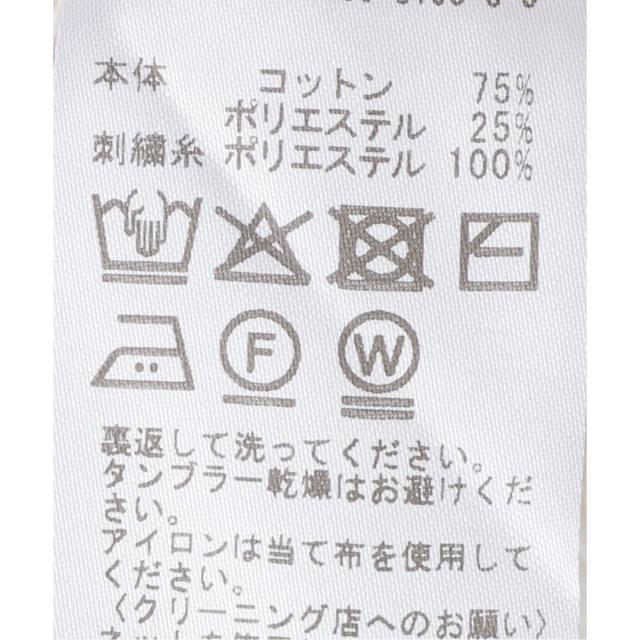 本体 コットン 75%
ポリエステル 25%
刺繍糸 ポリエステル 100%
F W
裏返して洗ってください。
タンブラー乾燥はお避けくだ
さい。
アイロンは当て布を使用して
ください。
〈クリーニング店へのお願い〉